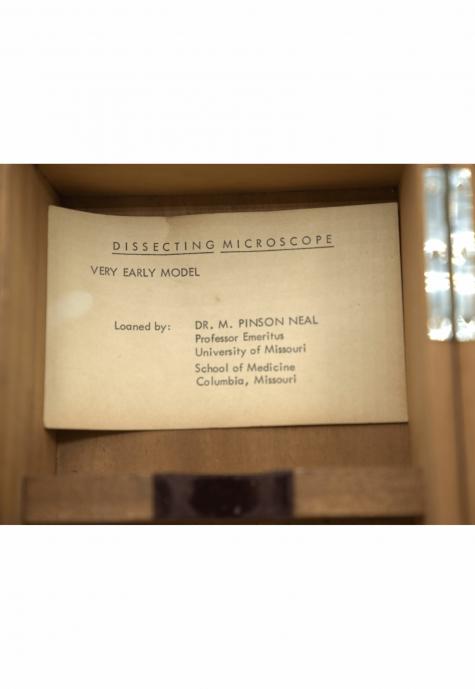 DISSECTING MICROSCOPE
VERY EARLY MODEL
Loaned by: DR. M. PINSON NEAL
Professor Emeritus
University of Missouri
School of Medicine
Columbia, Missouri